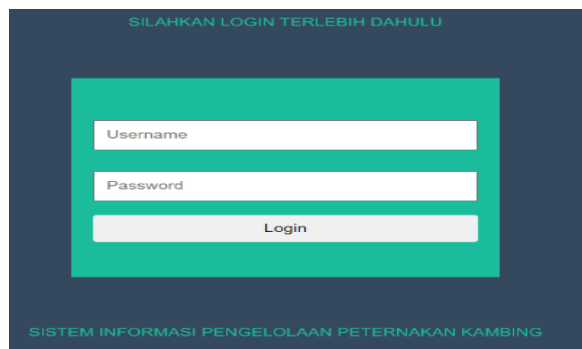 SILAHKAN LOGIN TERLEBIH DAHULU
Username
Password
Login
SISTEM INFORMASI PENGELOLAAN PETERNAKAN KAMBING